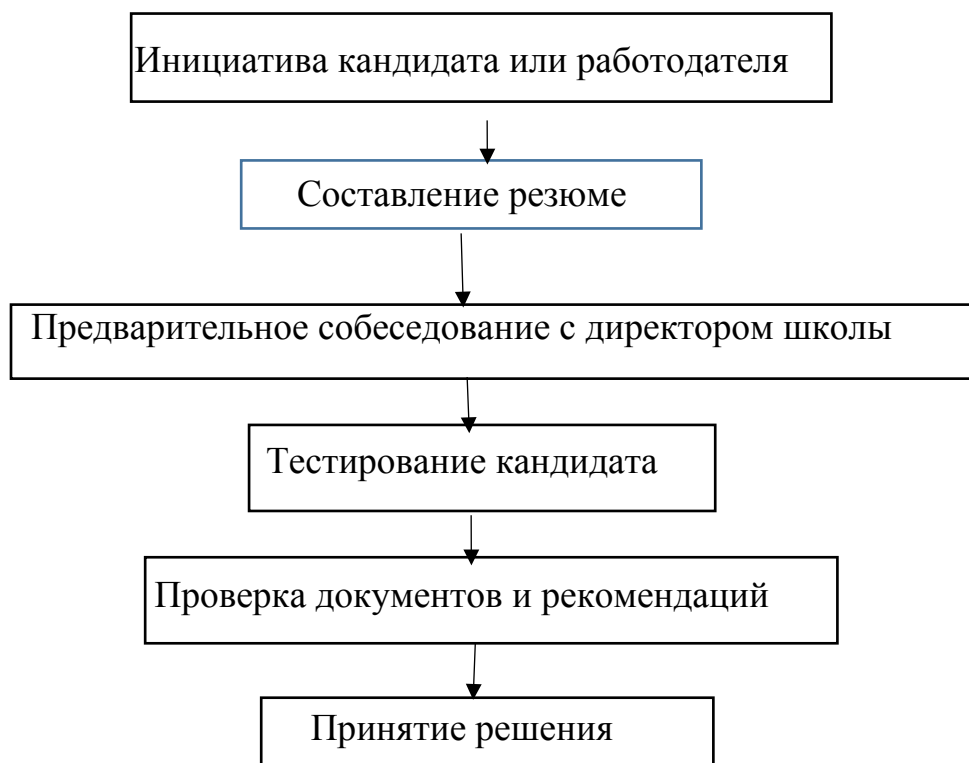 Инициатива кандидата или работодателя
Составление резюме
Предварительное собеседование с директором школы
Тестирование кандидата
Проверка документов и рекомендаций
Принятие решения